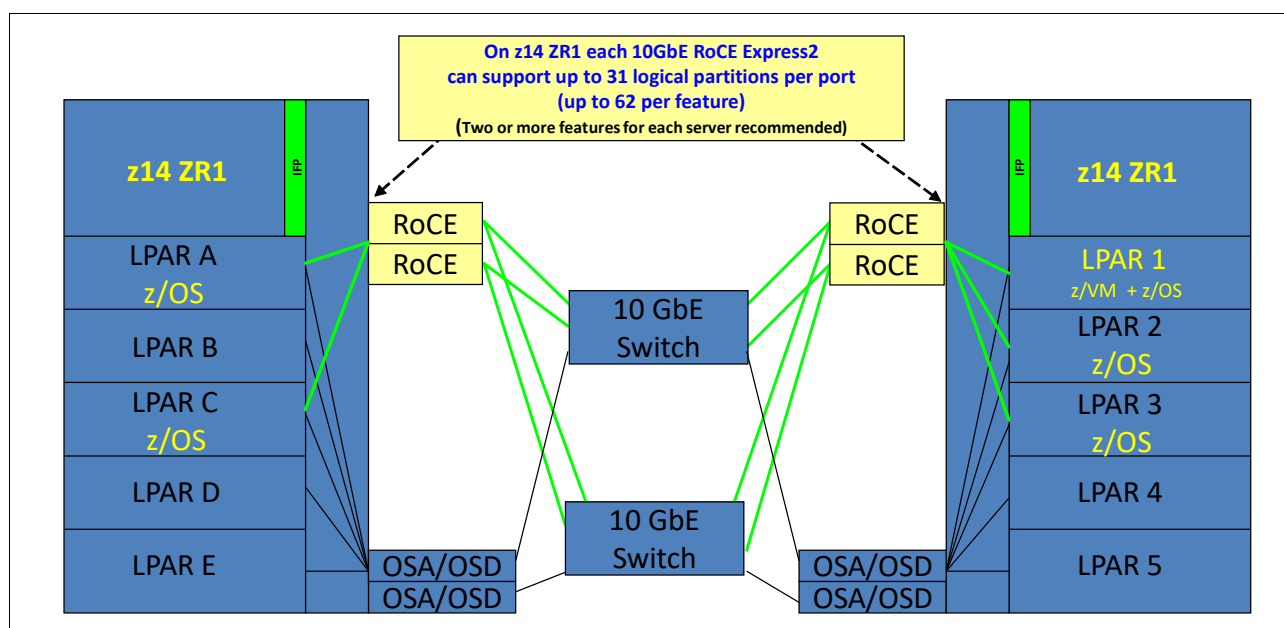 On z14 ZR1 each 10GbE RoCE Express2
can support up to 31 logical partitions per port
(up to 62 per feature)
(Two or more features for each server recommended)
z14 ZR1
IFP
LPAR A
z/OS
LPAR B
LPAR C
z/OS
LPAR D
LPAR E
RoCE
RoCE
OSA/OSD
OSA/OSD
10 GbE
Switch
10 GbE
Switch
RoCE
RoCE
OSA/OSD
OSA/OSD
IFP
z14 ZR1
LPAR 1
z/VM + z/OS
LPAR 2
z/OS
LPAR 3
z/OS
LPAR 4
LPAR 5